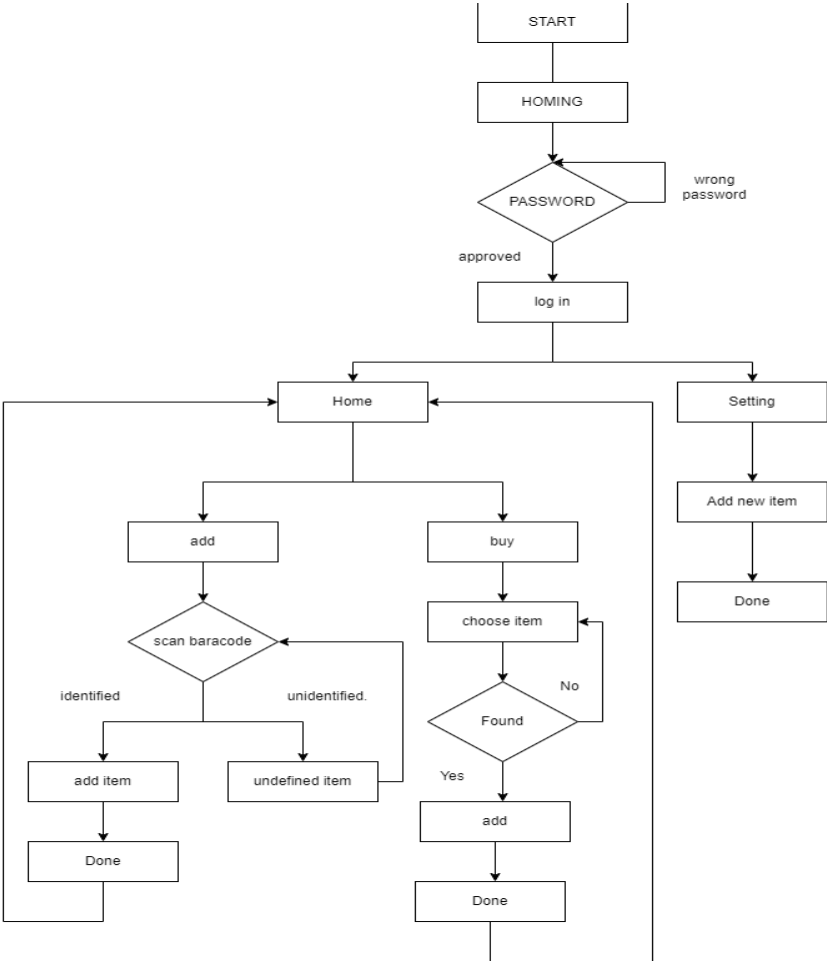 START
HOMING
wrong
password
PASSWORD
approved
log in
Home
Setting
Add new item
add
buy
Done
choose item
scan baracode
No
identified
unidentified.
Found
add item
undefined item
Yes
add
Done
Done